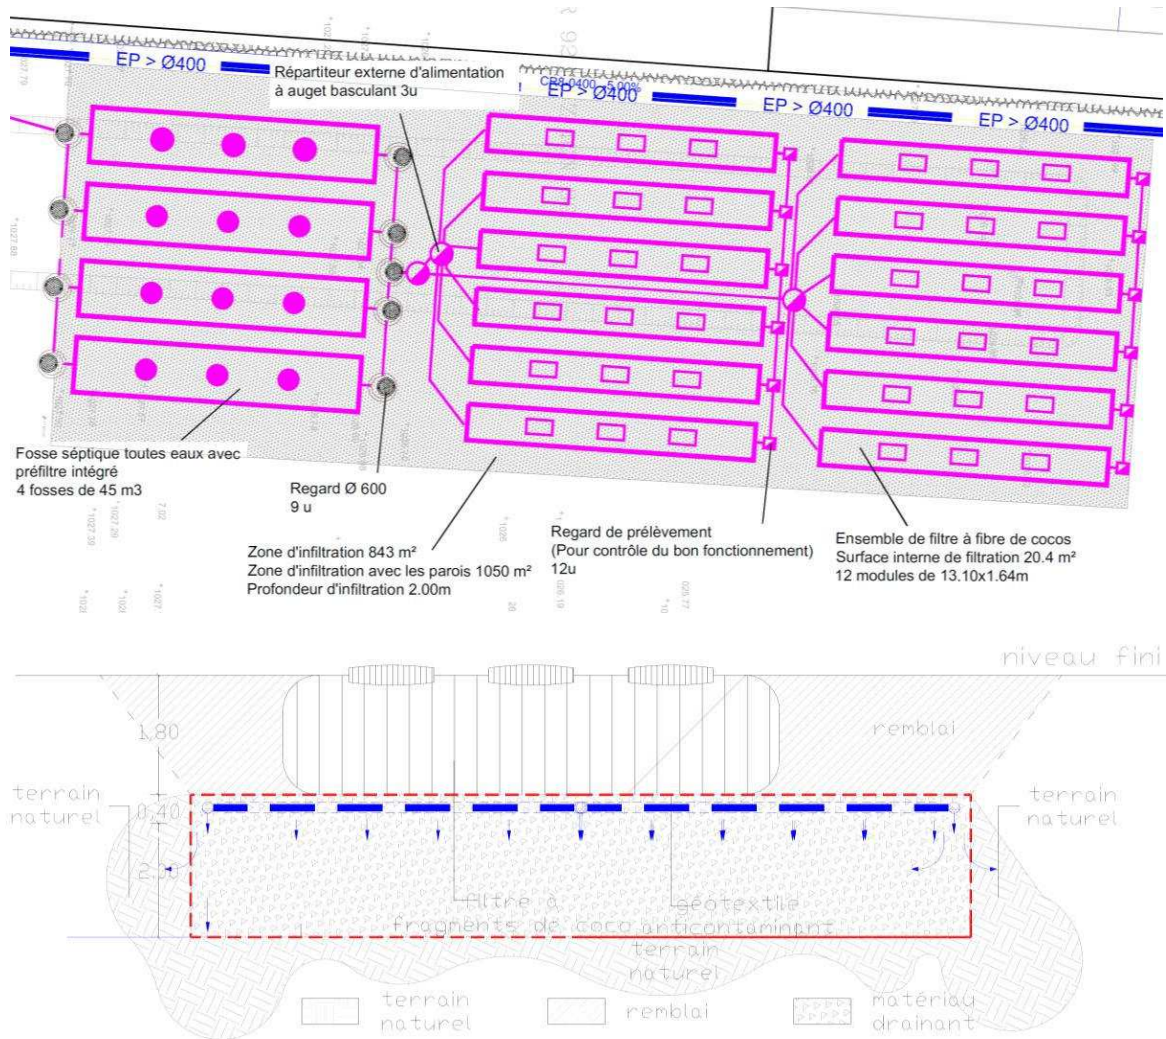 EP > Ø400
Répartiteur externe d'alimentation
à auget basculant 3u
CR8-0400 5,00%
EP > Ø400
EP > Ø400
EP > Ø400
Fosse séptique toutes eaux avec
préfiltre intégré
4 fosses de 45 m3
Regard Ø 600
9 u
Zone d'infiltration 843 m²
Zone d'infiltration avec les parois 1050 m²
Profondeur d'infiltration 2.00m
Regard de prélèvement
(Pour contrôle du bon fonctionnement)
12u
Ensemble de filtre à fibre de cocos
Surface interne de filtration 20.4 m²
12 modules de 13.10x1.64m
niveau fini
1,80
remblai
terrain
naturel
0,40
terrain
naturel
filtre à
fragments de coco
géotextile
anticontaminant
terrain
naturel
terrain
naturel
remblai
matériau
drainant